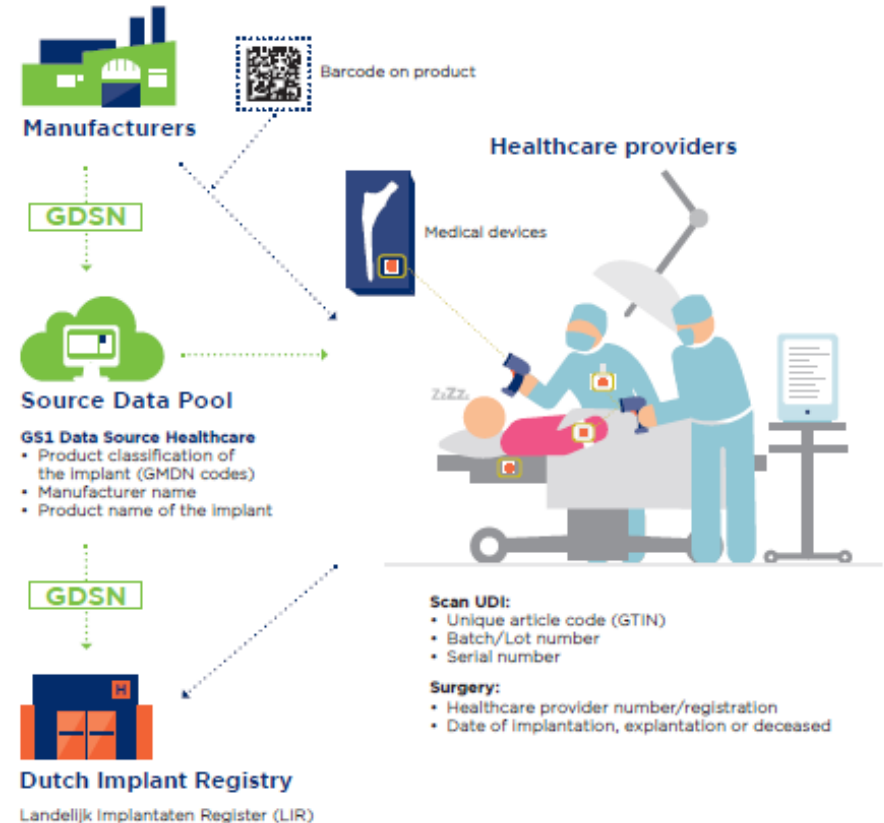 Barcode on product
Manufacturers
Healthcare providers
GDSN
Medical devices
ZzZZz
Source Data Pool
GS1 Data Source Healthcare
• Product classification of
the implant (GMDN codes)
• Manufacturer name
• Product name of the implant
GDSN
Scan UDI:
• Unique article code (GTIN)
• Batch/Lot number
• Serial number
Surgery:
• Healthcare provider number/registration
• Date of implantation, explantation or deceased
H
Dutch Implant Registry
Landelijk Implantaten Register (LIR)